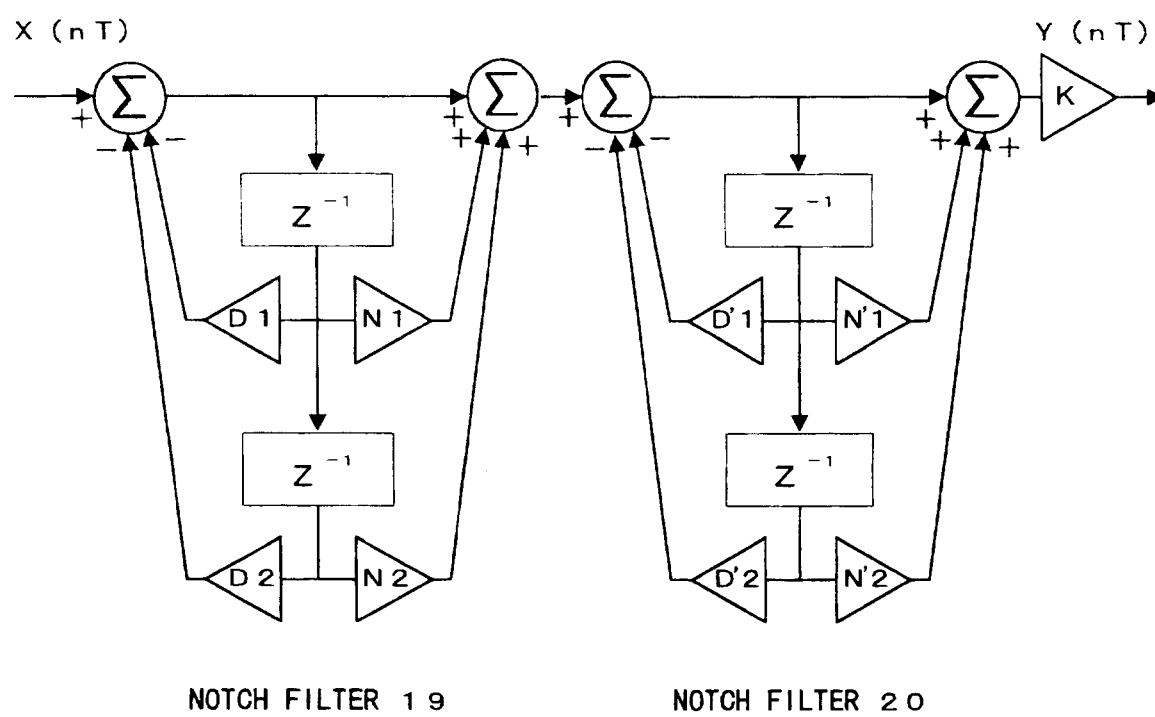 X (nT)
Y (nT)
Σ
Σ
Σ
Σ
K
+
−
−
+
+
+
+
−
−
+
+
+
Z⁻¹
Z⁻¹
D1
N1
D'1
N'1
Z⁻¹
Z⁻¹
D2
N2
D'2
N'2
NOTCH FILTER 19
NOTCH FILTER 20